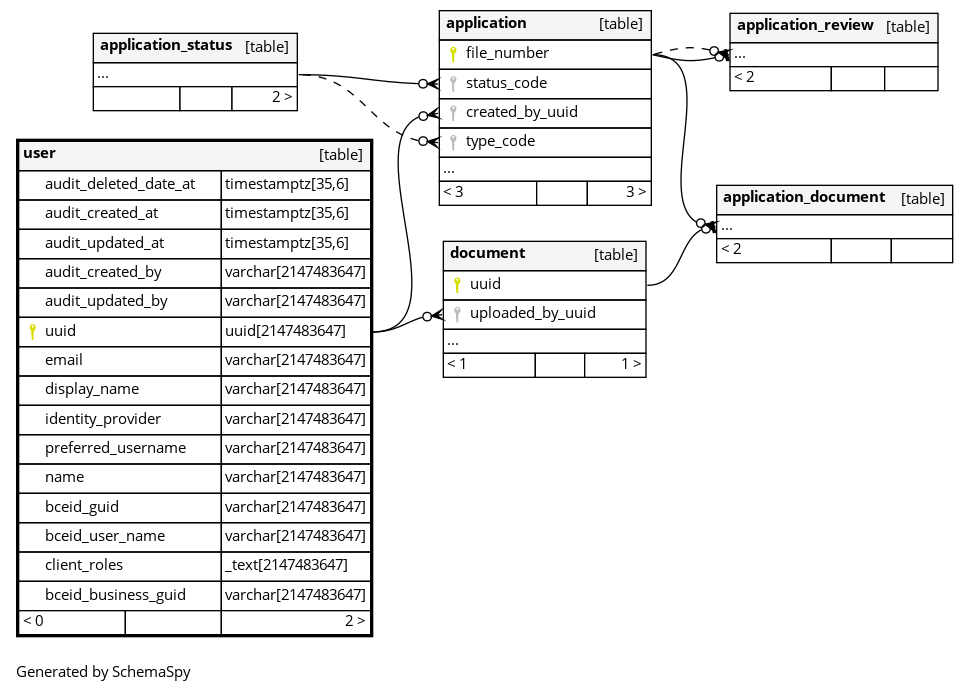 application_status [table]
...
2 >
application [table]
file_number
status_code
created_by_uuid
type_code
...
< 3 3 >
application_review [table]
...
< 2
user [table]
audit_deleted_date_at timestamptz[35,6]
audit_created_at timestamptz[35,6]
audit_updated_at timestamptz[35,6]
audit_created_by varchar[2147483647]
audit_updated_by varchar[2147483647]
uuid uuid[2147483647]
email varchar[2147483647]
display_name varchar[2147483647]
identity_provider varchar[2147483647]
preferred_username varchar[2147483647]
name varchar[2147483647]
bceid_guid varchar[2147483647]
bceid_user_name varchar[2147483647]
client_roles _text[2147483647]
bceid_business_guid varchar[2147483647]
< 0 2 >
document [table]
uuid
uploaded_by_uuid
...
< 1 1 >
application_document [table]
...
< 2
Generated by SchemaSpy